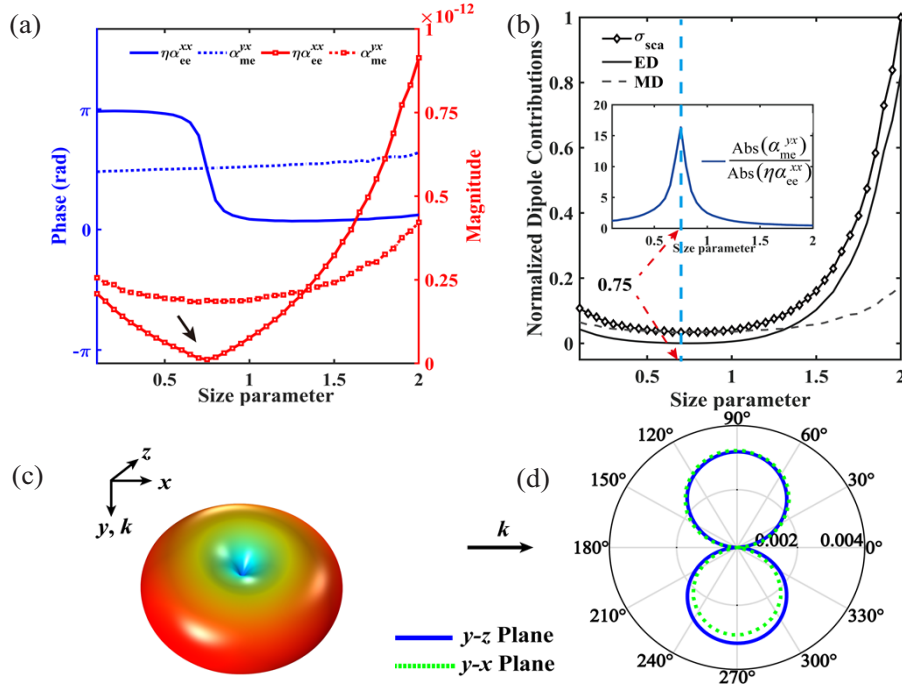 (a)
×10⁻¹²
ηα_ee^xx α_me^yx ηα_ee^xx α_me^yx
π
0
-π
Phase (rad)
1
0.75
0.5
0.25
0
Magnitude
0.5 1 1.5 2
Size parameter
(b)
1
0.8
0.6
0.4
0.2
0
Normalized Dipole Contributions
σ_sca
ED
MD
20
15
10
5
0
Abs(α_me^yx)
Abs(ηα_ee^xx)
0.5 1 1.5 2
Size parameter
0.75
0.5 1 1.5 2
Size parameter
(c)
z
x
y, k
k
y-z Plane
y-x Plane
(d)
90°
120° 60°
150° 30°
180° 0.002 0.004 0°
210° 330°
240° 300°
270°